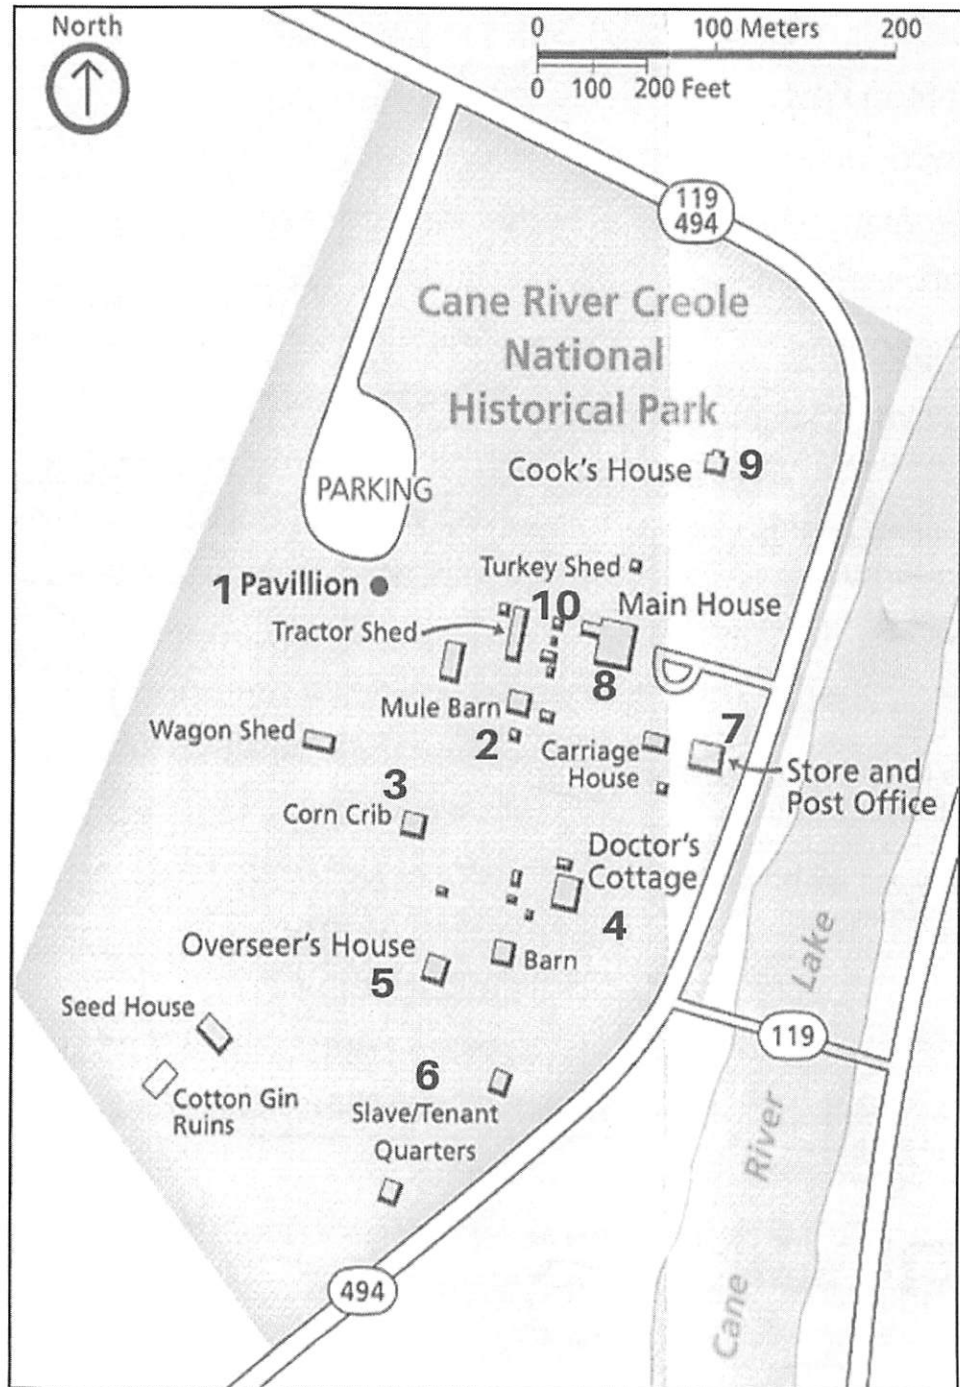 North
0 100 Meters 200
0 100 200 Feet
119
494
Cane River Creole
National
Historical Park
Cook's House 9
PARKING
Turkey Shed
1 Pavillion
10 Main House
Tractor Shed
8
Mule Barn
7
Wagon Shed
2
Carriage
House
Store and
Post Office
3
Corn Crib
Doctor's
Cottage
4
Overseer's House
Barn
5
Seed House
119
6
Cotton Gin
Ruins
Slave/Tenant
Quarters
494
Cane River Lake